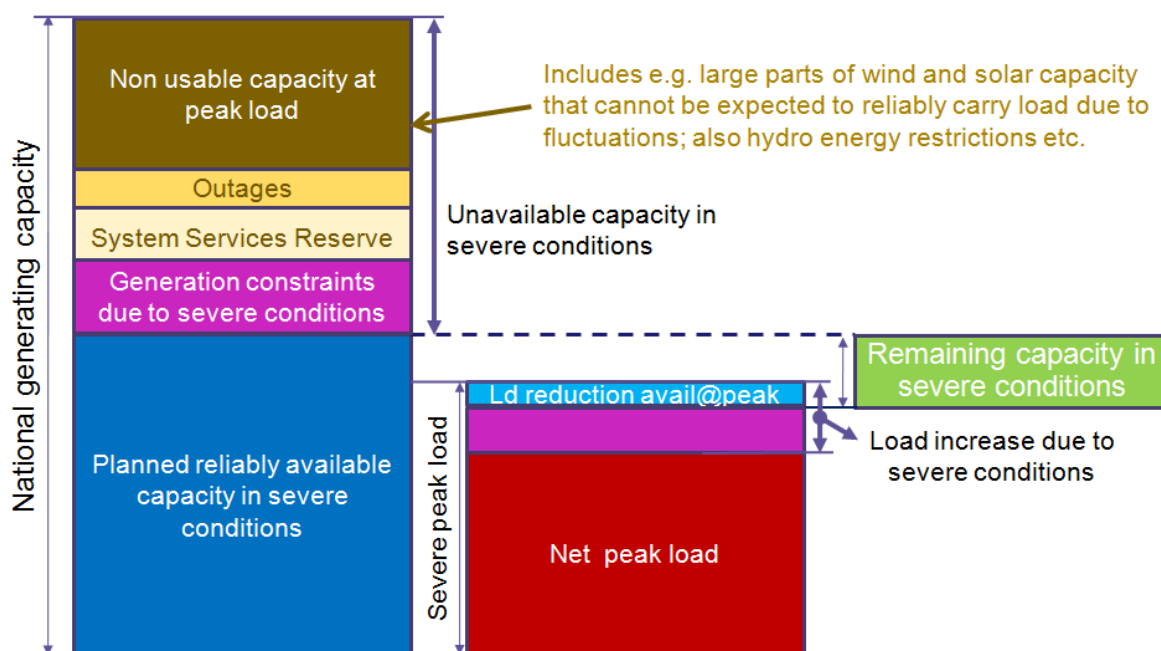 National generating capacity
Non usable capacity at
peak load
Outages
System Services Reserve
Generation constraints
due to severe conditions
Planned reliably available
capacity in severe
conditions
Includes e.g. large parts of wind and solar capacity
that cannot be expected to reliably carry load due to
fluctuations; also hydro energy restrictions etc.
Unavailable capacity in
severe conditions
Severe peak load
Ld reduction avail@peak
Net peak load
Remaining capacity in
severe conditions
Load increase due to
severe conditions